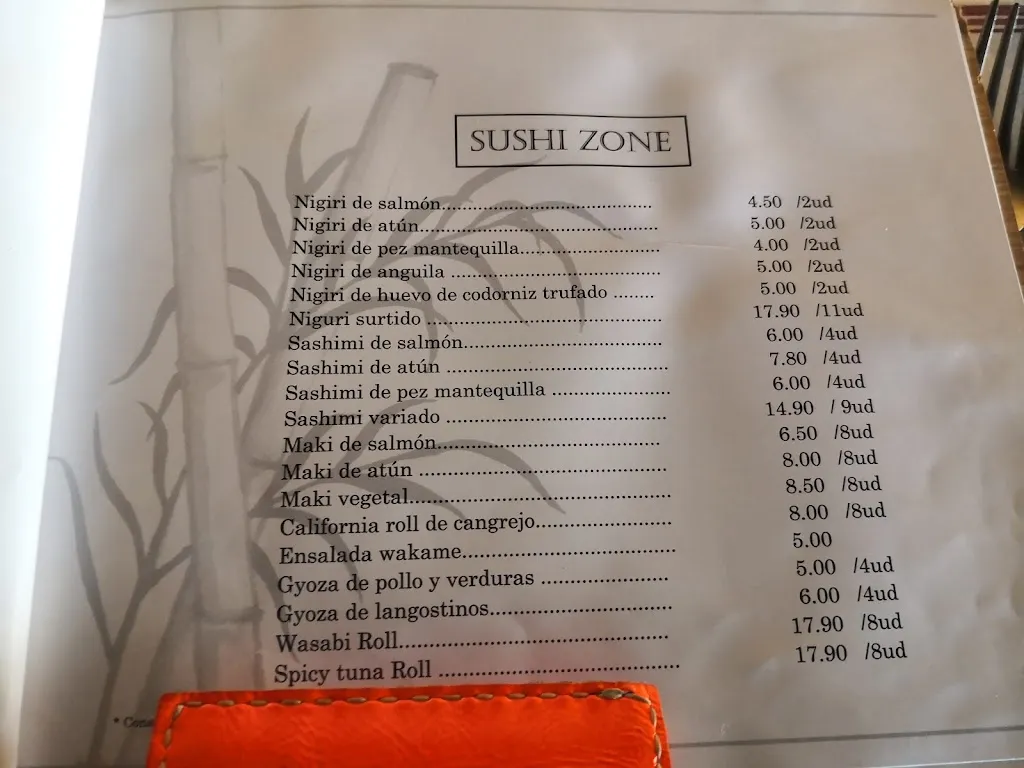 SUSHI ZONE
Nigiri de salmón........................................ 4.50 /2ud
Nigiri de atún............................................. 5.00 /2ud
Nigiri de pez mantequilla.......................... 4.00 /2ud
Nigiri de anguila ....................................... 5.00 /2ud
Nigiri de huevo de codorniz trufado ........ 5.00 /2ud
Niguri surtido ............................................ 17.90 /11ud
Sashimi de salmón..................................... 6.00 /4ud
Sashimi de atún ......................................... 7.80 /4ud
Sashimi de pez mantequilla ...................... 6.00 /4ud
Sashimi variado ......................................... 14.90 / 9ud
Maki de salmón.......................................... 6.50 /8ud
Maki de atún .............................................. 8.00 /8ud
Maki vegetal................................................ 8.50 /8ud
California roll de cangrejo......................... 8.00 /8ud
Ensalada wakame....................................... 5.00
Gyoza de pollo y verduras ....................... 5.00 /4ud
Gyoza de langostinos................................. 6.00 /4ud
Wasabi Roll................................................ 17.90 /8ud
Spicy tuna Roll .......................................... 17.90 /8ud